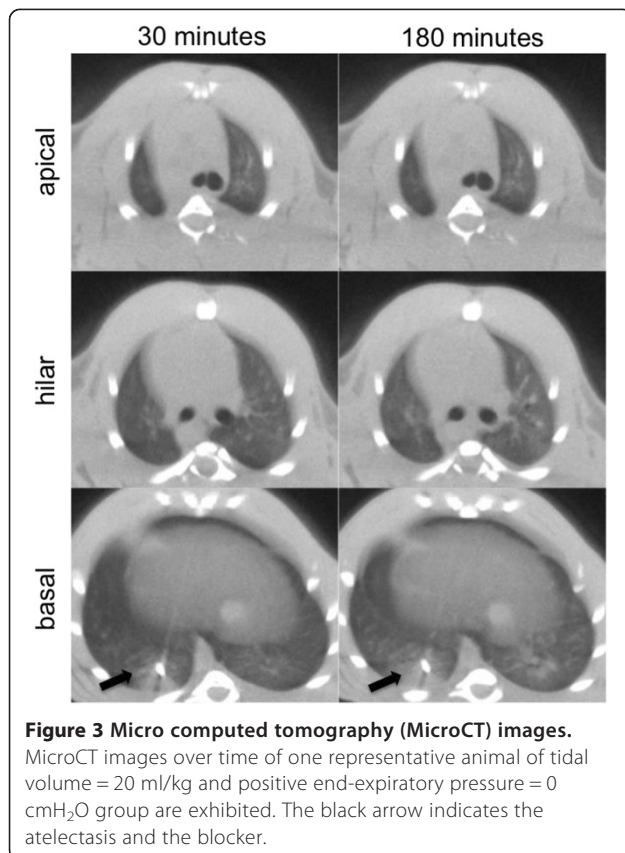 30 minutes
180 minutes
apical
hilar
basal
Figure 3 Micro computed tomography (MicroCT) images.
MicroCT images over time of one representative animal of tidal
volume = 20 ml/kg and positive end-expiratory pressure = 0
cmH₂O group are exhibited. The black arrow indicates the
atelectasis and the blocker.